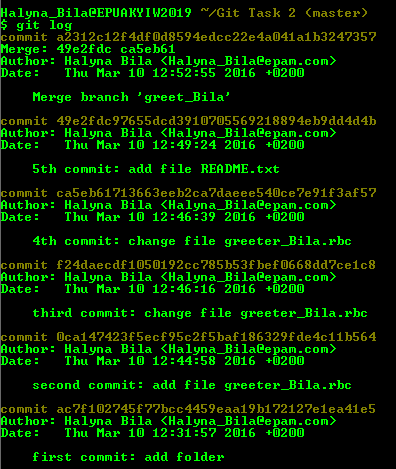 Halyna_Bila@EPUAKYIW2019 ~/Git Task 2 (master)
$ git log
commit a2312c12f4df0d8594edcc22e4a041a1b3247357
Merge: 49e2fdc ca5eb61
Author: Halyna Bila <Halyna_Bila@epam.com>
Date:   Thu Mar 10 12:52:55 2016 +0200
    Merge branch 'greet_Bila'
commit 49e2fdc97655dcd3910705569218894eb9dd4d4b
Author: Halyna Bila <Halyna_Bila@epam.com>
Date:   Thu Mar 10 12:49:24 2016 +0200
    5th commit: add file README.txt
commit ca5eb61713663eeb2ca7daeee540ce7e91f3af57
Author: Halyna Bila <Halyna_Bila@epam.com>
Date:   Thu Mar 10 12:46:39 2016 +0200
    4th commit: change file greeter_Bila.rbc
commit f24daecdf1050192cc785b53fbef0668dd7ce1c8
Author: Halyna Bila <Halyna_Bila@epam.com>
Date:   Thu Mar 10 12:46:16 2016 +0200
    third commit: change file greeter_Bila.rbc
commit 0ca147423f5ecf95c2f5baf186329fde4c11b564
Author: Halyna Bila <Halyna_Bila@epam.com>
Date:   Thu Mar 10 12:44:58 2016 +0200
    second commit: add file greeter_Bila.rbc
commit ac7f102745f77bcc4459eaa19b172127e1ea41e5
Author: Halyna Bila <Halyna_Bila@epam.com>
Date:   Thu Mar 10 12:31:57 2016 +0200
    first commit: add folder